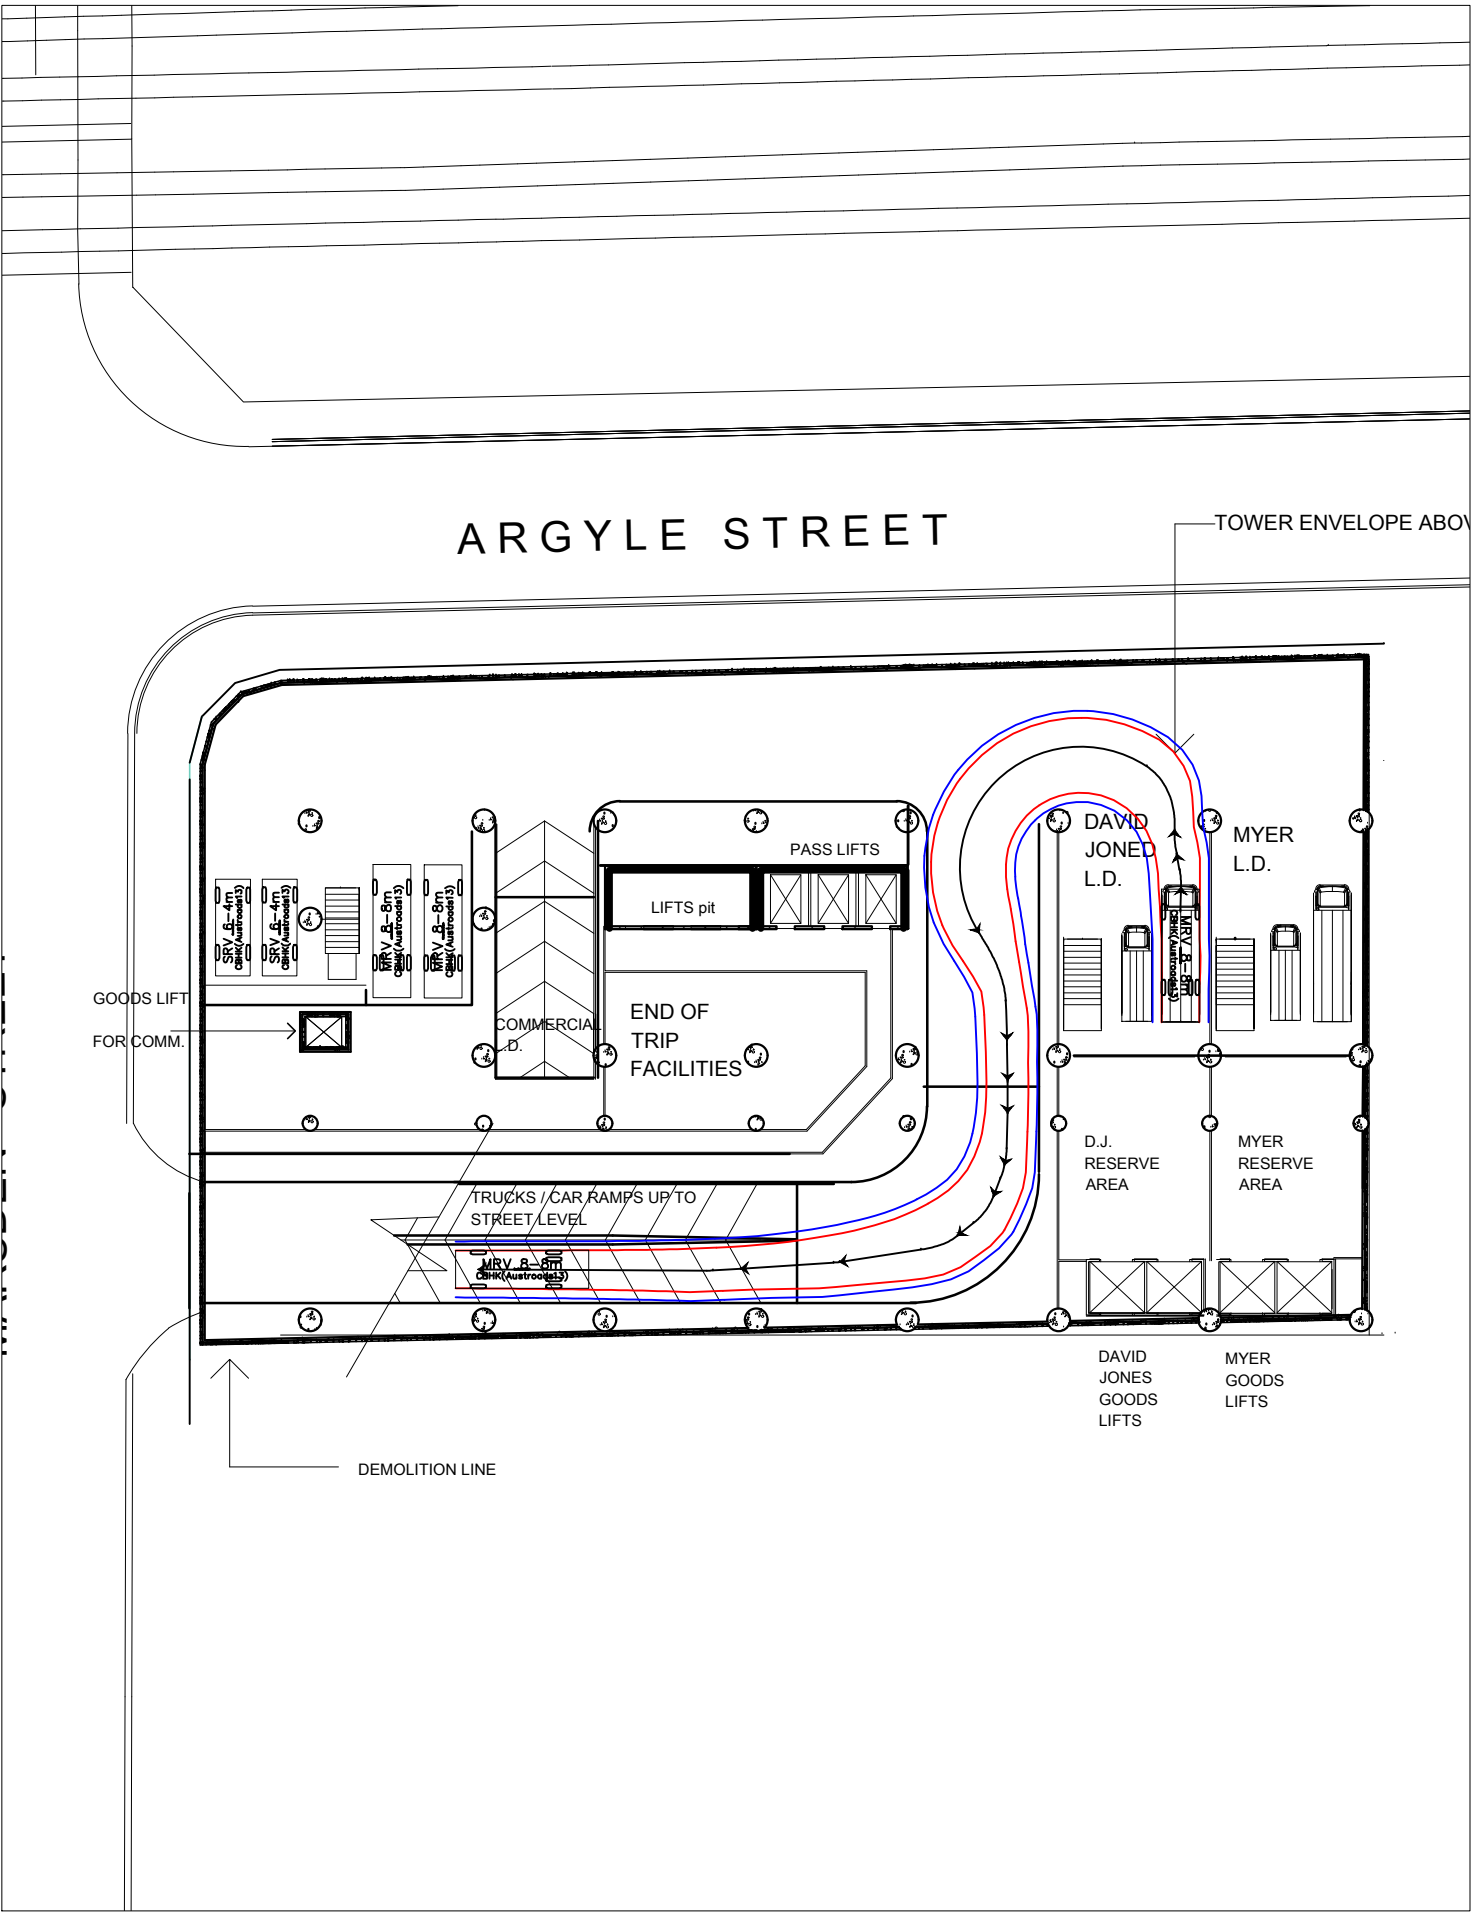 ARGYLE STREET
TOWER ENVELOPE ABOV
DAVID
JONED
L.D.
MYER
L.D.
PASS LIFTS
LIFTS pit
SRV 6-4m
CBHK(Austroads13)
SRV 6-4m
CBHK(Austroads13)
MRV 8-8m
CBHK(Austroads13)
MRV 8-8m
CBHK(Austroads13)
MRV 8-8m
CBHK(Austroads13)
GOODS LIFT
FOR COMM.
COMMERCIAL
L.D.
END OF
TRIP
FACILITIES
D.J.
RESERVE
AREA
MYER
RESERVE
AREA
TRUCKS / CAR RAMPS UP TO
STREET LEVEL
MRV 8-8m
CBHK(Austroads13)
DAVID
JONES
GOODS
LIFTS
MYER
GOODS
LIFTS
DEMOLITION LINE